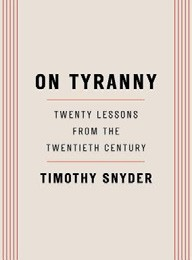 ON TYRANNY
TWENTY LESSONS
FROM THE
TWENTIETH CENTURY
TIMOTHY SNYDER